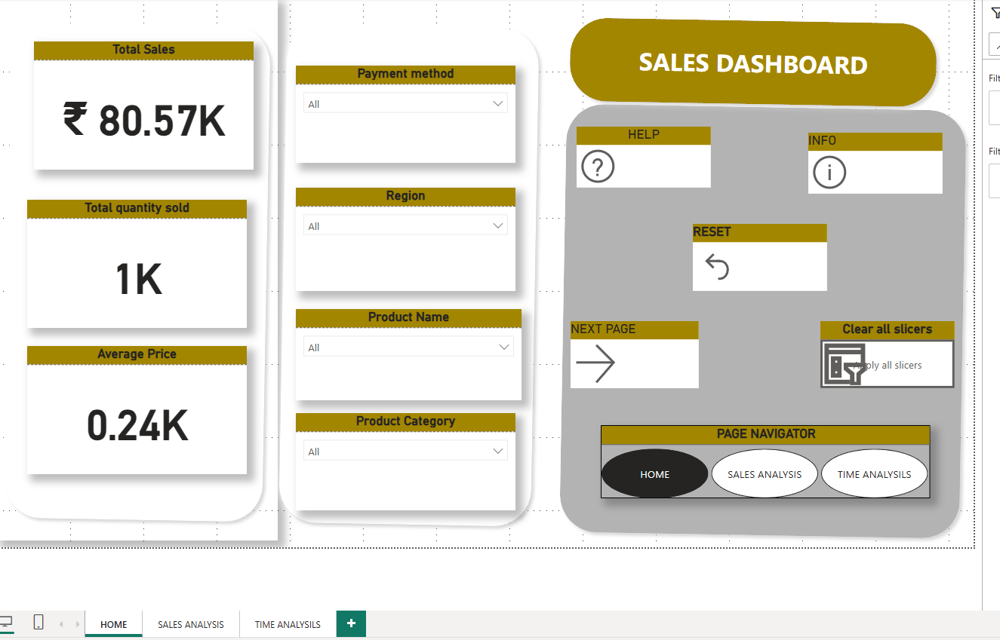 Total Sales
₹ 80.57K
Total quantity sold
1K
Average Price
0.24K
Payment method
All
Region
All
Product Name
All
Product Category
All
SALES DASHBOARD
HELP
?
INFO
i
RESET
NEXT PAGE
Clear all slicers
Apply all slicers
PAGE NAVIGATOR
HOME
SALES ANALYSIS
TIME ANALYSILS
Filt
Filt
HOME
SALES ANALYSIS
TIME ANALYSILS
+